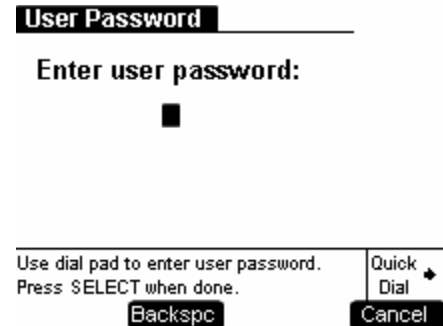 User Password
Enter user password:
Use dial pad to enter user password.
Press SELECT when done.
Quick
Dial
Backspc
Cancel